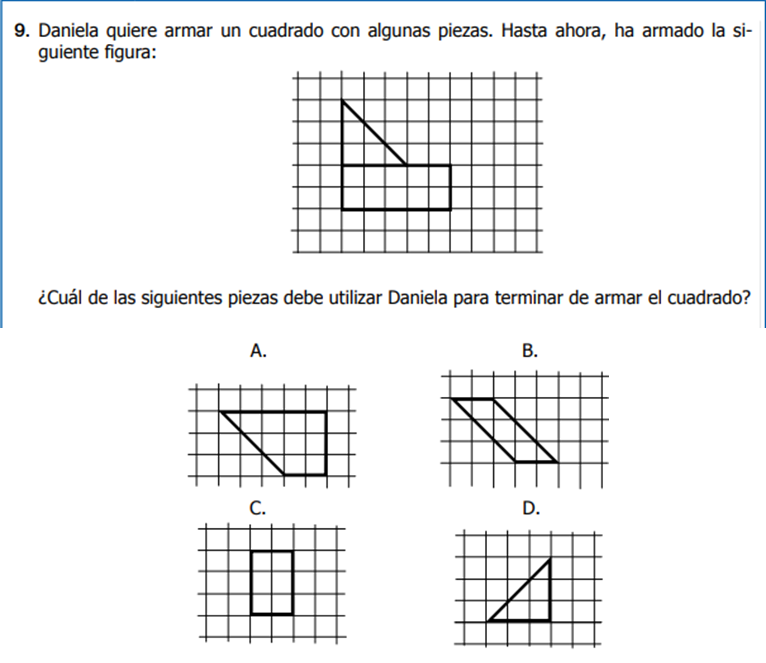 9. Daniela quiere armar un cuadrado con algunas piezas. Hasta ahora, ha armado la si-
guiente figura:
¿Cuál de las siguientes piezas debe utilizar Daniela para terminar de armar el cuadrado?
A. B.
C. D.